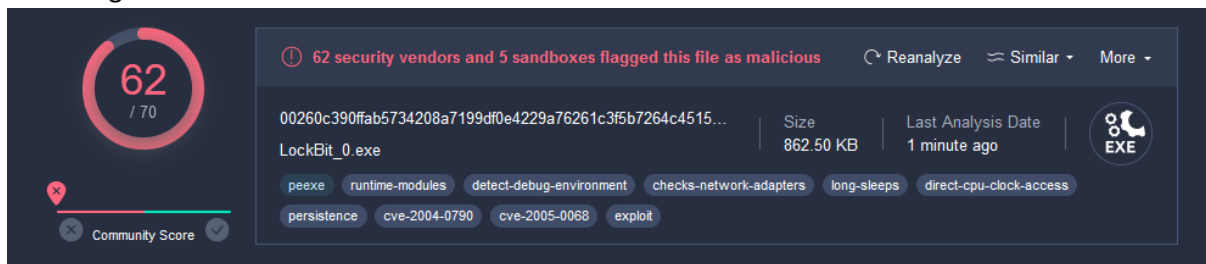 62
/ 70
Community Score
62 security vendors and 5 sandboxes flagged this file as malicious
Reanalyze
Similar
More
00260c390ffab5734208a7199df0e4229a76261c3f5b7264c4515...
LockBit_0.exe
Size
862.50 KB
Last Analysis Date
1 minute ago
EXE
peexe runtime-modules detect-debug-environment checks-network-adapters long-sleeps direct-cpu-clock-access
persistence cve-2004-0790 cve-2005-0068 exploit